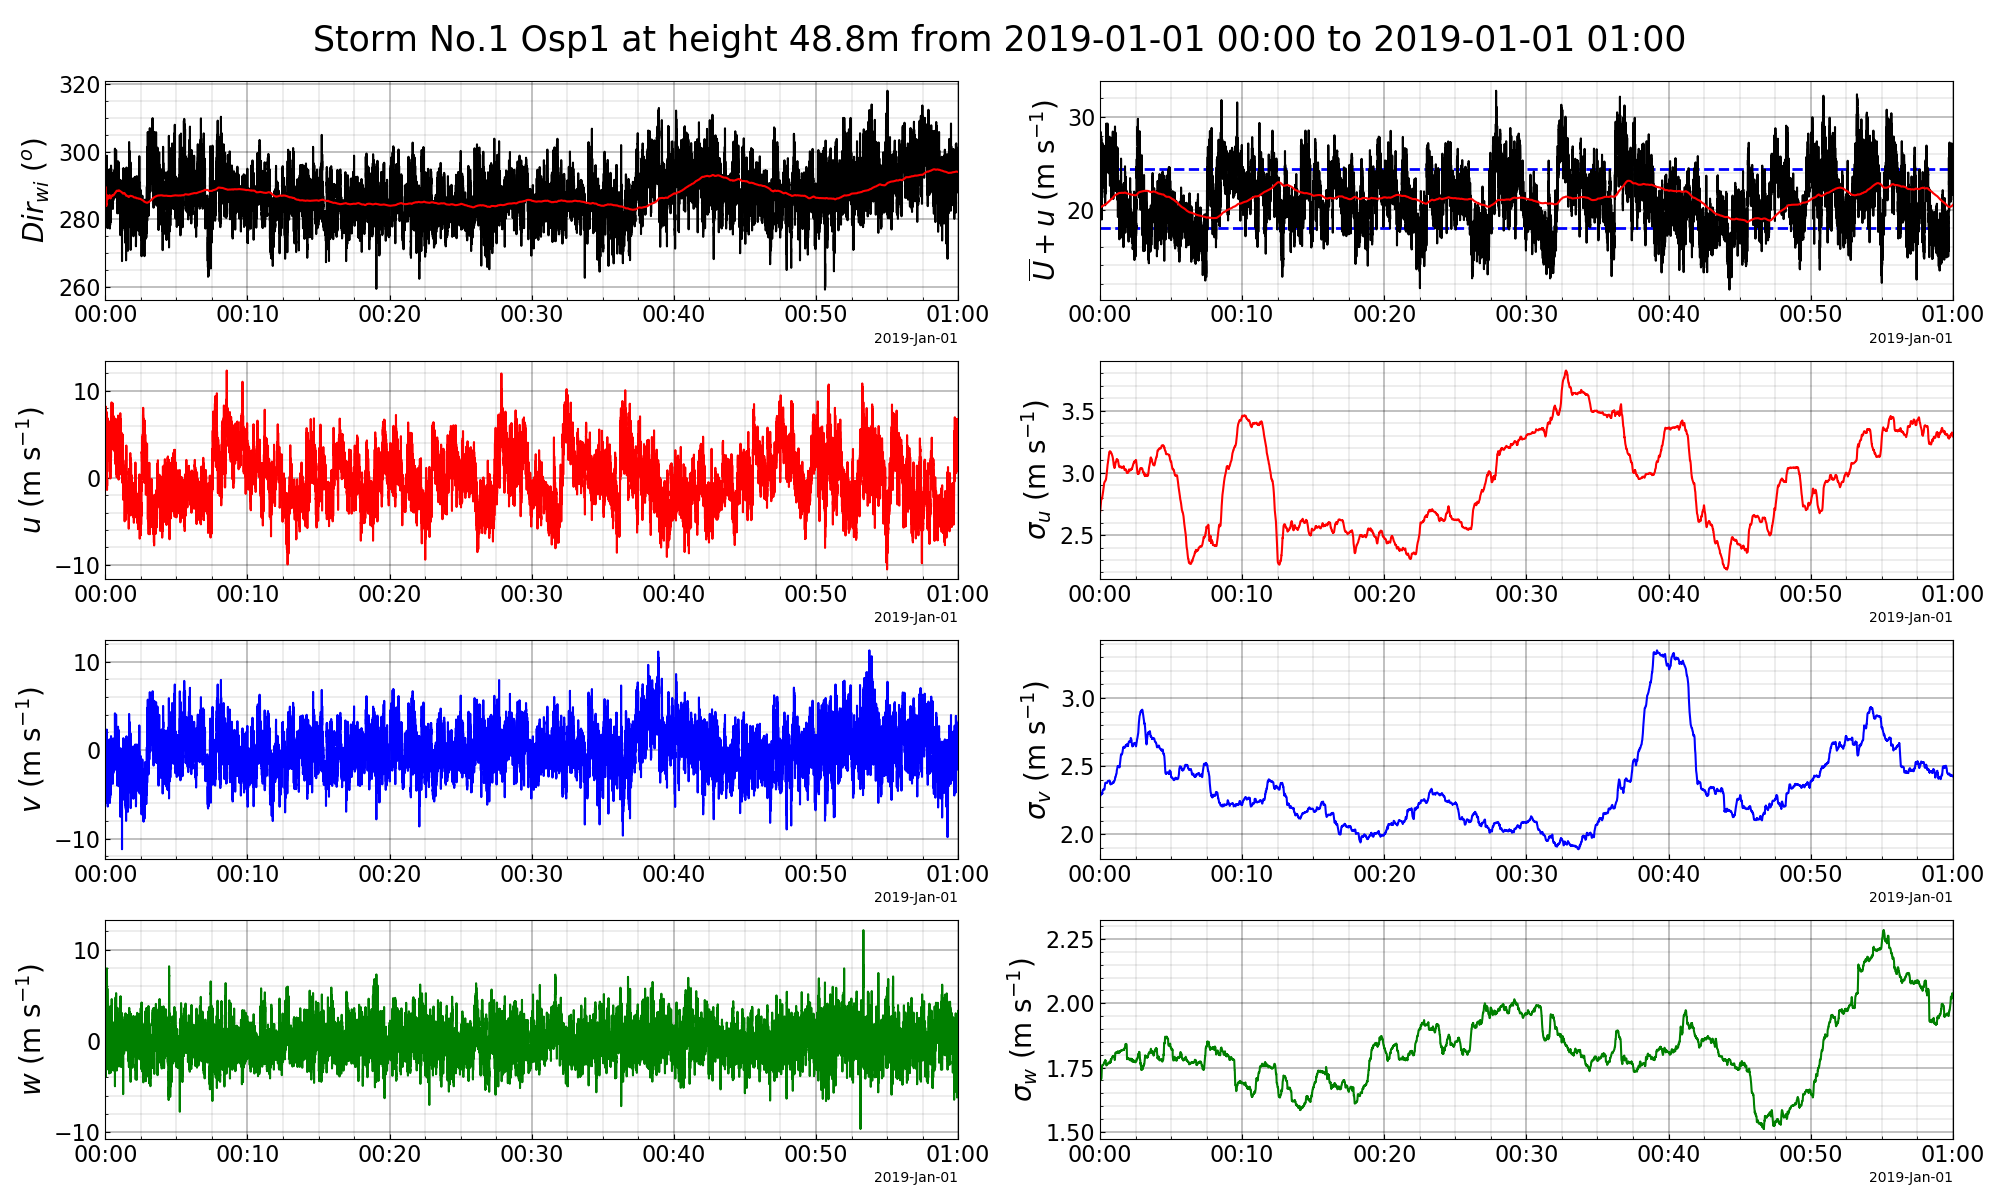 Storm No.1 Osp1 at height 48.8m from 2019-01-01 00:00 to 2019-01-01 01:00
Dir_wi (°)
320
300
280
260
00:00 00:10 00:20 00:30 00:40 00:50 01:00
2019-Jan-01
U̅ + u (m s⁻¹)
30
20
00:00 00:10 00:20 00:30 00:40 00:50 01:00
2019-Jan-01
u (m s⁻¹)
10
0
−10
00:00 00:10 00:20 00:30 00:40 00:50 01:00
2019-Jan-01
σ_u (m s⁻¹)
3.5
3.0
2.5
00:00 00:10 00:20 00:30 00:40 00:50 01:00
2019-Jan-01
v (m s⁻¹)
10
0
−10
00:00 00:10 00:20 00:30 00:40 00:50 01:00
2019-Jan-01
σ_v (m s⁻¹)
3.0
2.5
2.0
00:00 00:10 00:20 00:30 00:40 00:50 01:00
2019-Jan-01
w (m s⁻¹)
10
0
−10
00:00 00:10 00:20 00:30 00:40 00:50 01:00
2019-Jan-01
σ_w (m s⁻¹)
2.25
2.00
1.75
1.50
00:00 00:10 00:20 00:30 00:40 00:50 01:00
2019-Jan-01